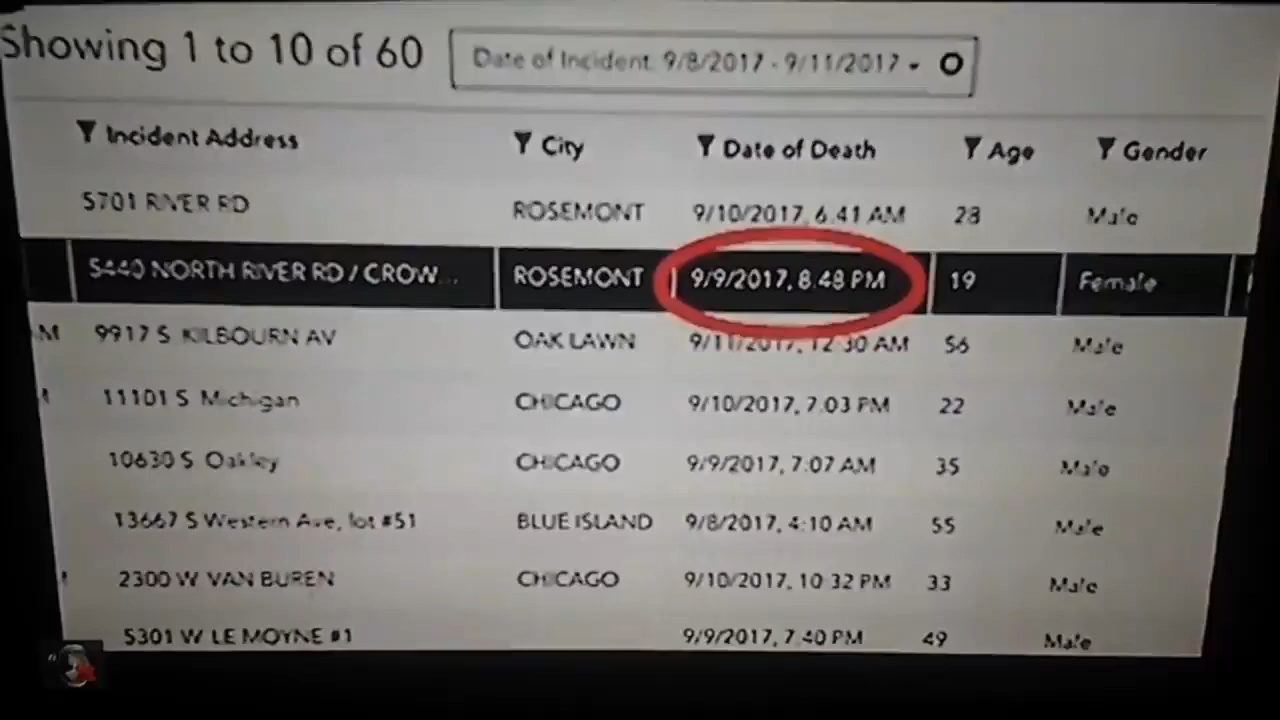 Showing 1 to 10 of 60
Date of Incident: 9/8/2017 - 9/11/2017
Incident Address City Date of Death Age Gender
5701 RIVER RD ROSEMONT 9/10/2017, 6:41 AM 28 Male
5440 NORTH RIVER RD / CROW... ROSEMONT 9/9/2017, 8:48 PM 19 Female
M 9917 S KILBOURN AV OAK LAWN 9/11/2017, 12:30 AM 56 Male
11101 S Michigan CHICAGO 9/10/2017, 7:03 PM 22 Male
10630 S Oakley CHICAGO 9/9/2017, 7:07 AM 35 Male
13667 S Western Ave, lot #51 BLUE ISLAND 9/8/2017, 4:10 AM 55 Male
2300 W VAN BUREN CHICAGO 9/10/2017, 10:32 PM 33 Male
5301 W LE MOYNE #1 9/9/2017, 7:40 PM 49 Male